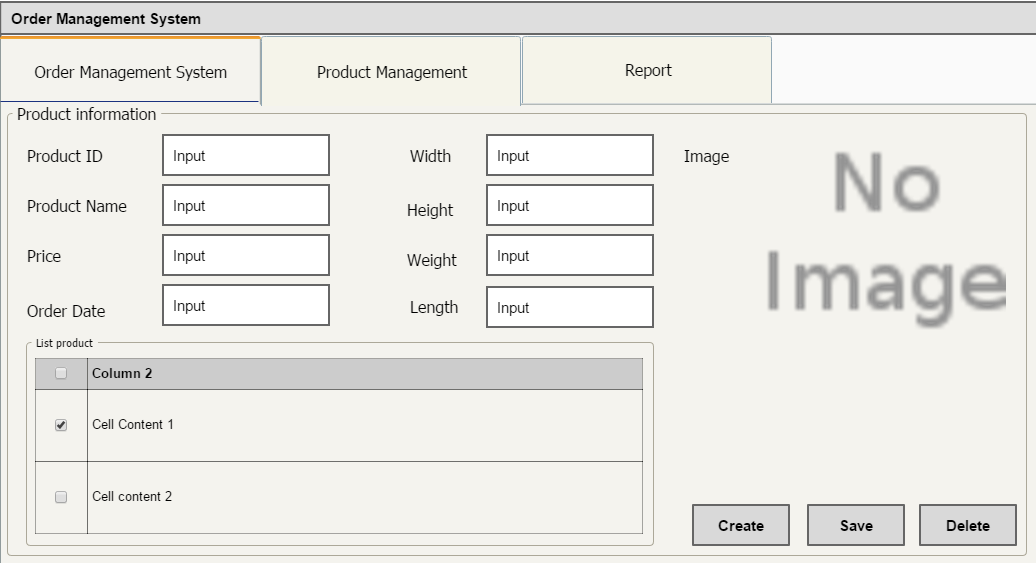 Order Management System
Order Management System Product Management Report
Product information
Product ID Input Width Input Image
Product Name Input Height Input
Price Input Weight Input
Order Date Input Length Input
No
Image
List product
Column 2
Cell Content 1
Cell content 2
Create Save Delete